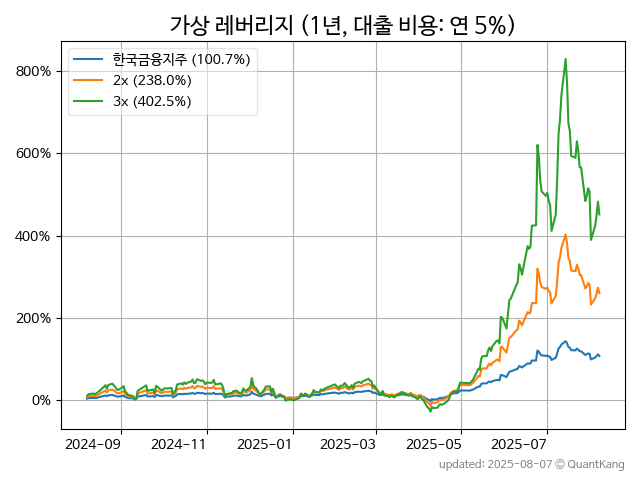 가상 레버리지 (1년, 대출 비용: 연 5%)
한국금융지주 (100.7%)
2x (238.0%)
3x (402.5%)
800%
600%
400%
200%
0%
2024-09 2024-11 2025-01 2025-03 2025-05 2025-07
updated: 2025-08-07 © QuantKang